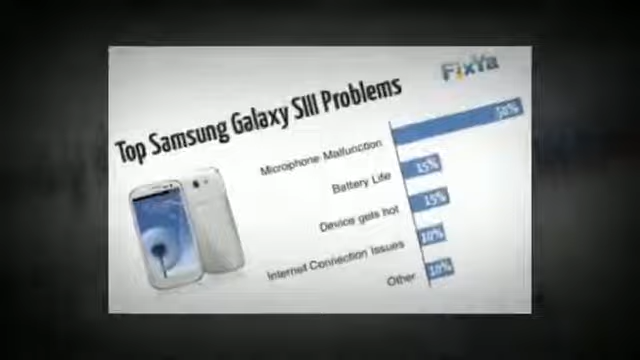 FixYa
Top Samsung Galaxy SIII Problems
Microphone Malfunction 50%
Battery Life 15%
Device gets hot 15%
Internet Connection Issues 10%
Other 10%